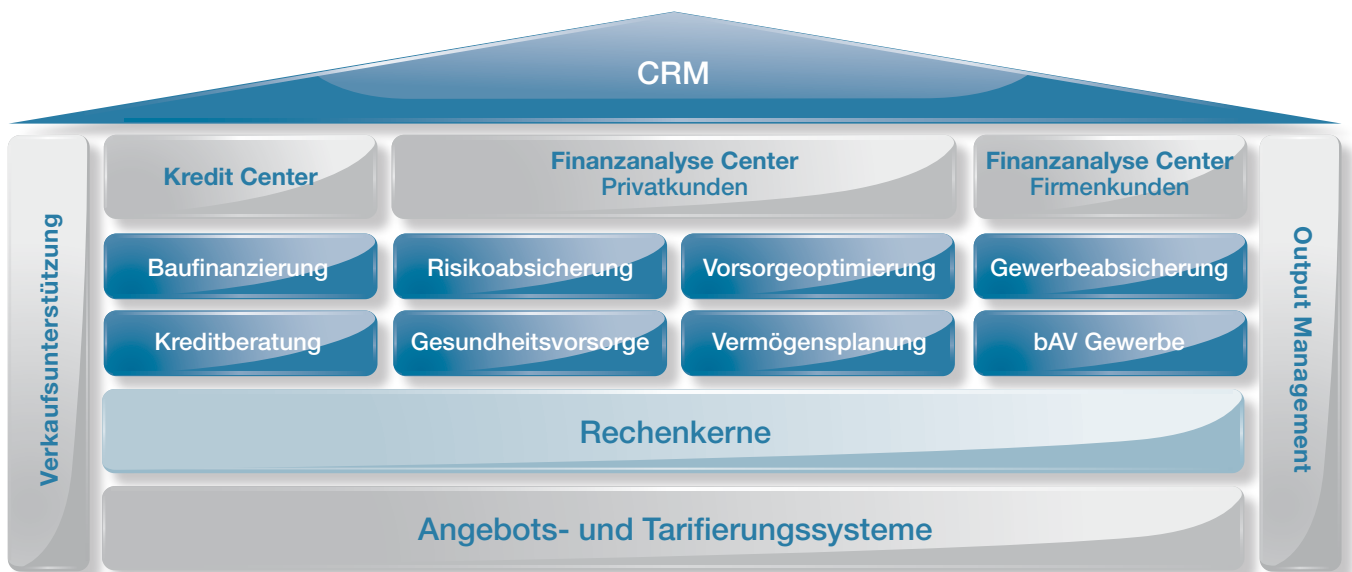 CRM
Verkaufsunterstützung
Kredit Center
Finanzanalyse Center
Privatkunden
Finanzanalyse Center
Firmenkunden
Baufinanzierung
Risikoabsicherung
Vorsorgeoptimierung
Gewerbeabsicherung
Kreditberatung
Gesundheitsvorsorge
Vermögensplanung
bAV Gewerbe
Rechenkerne
Angebots- und Tarifierungssysteme
Output Management